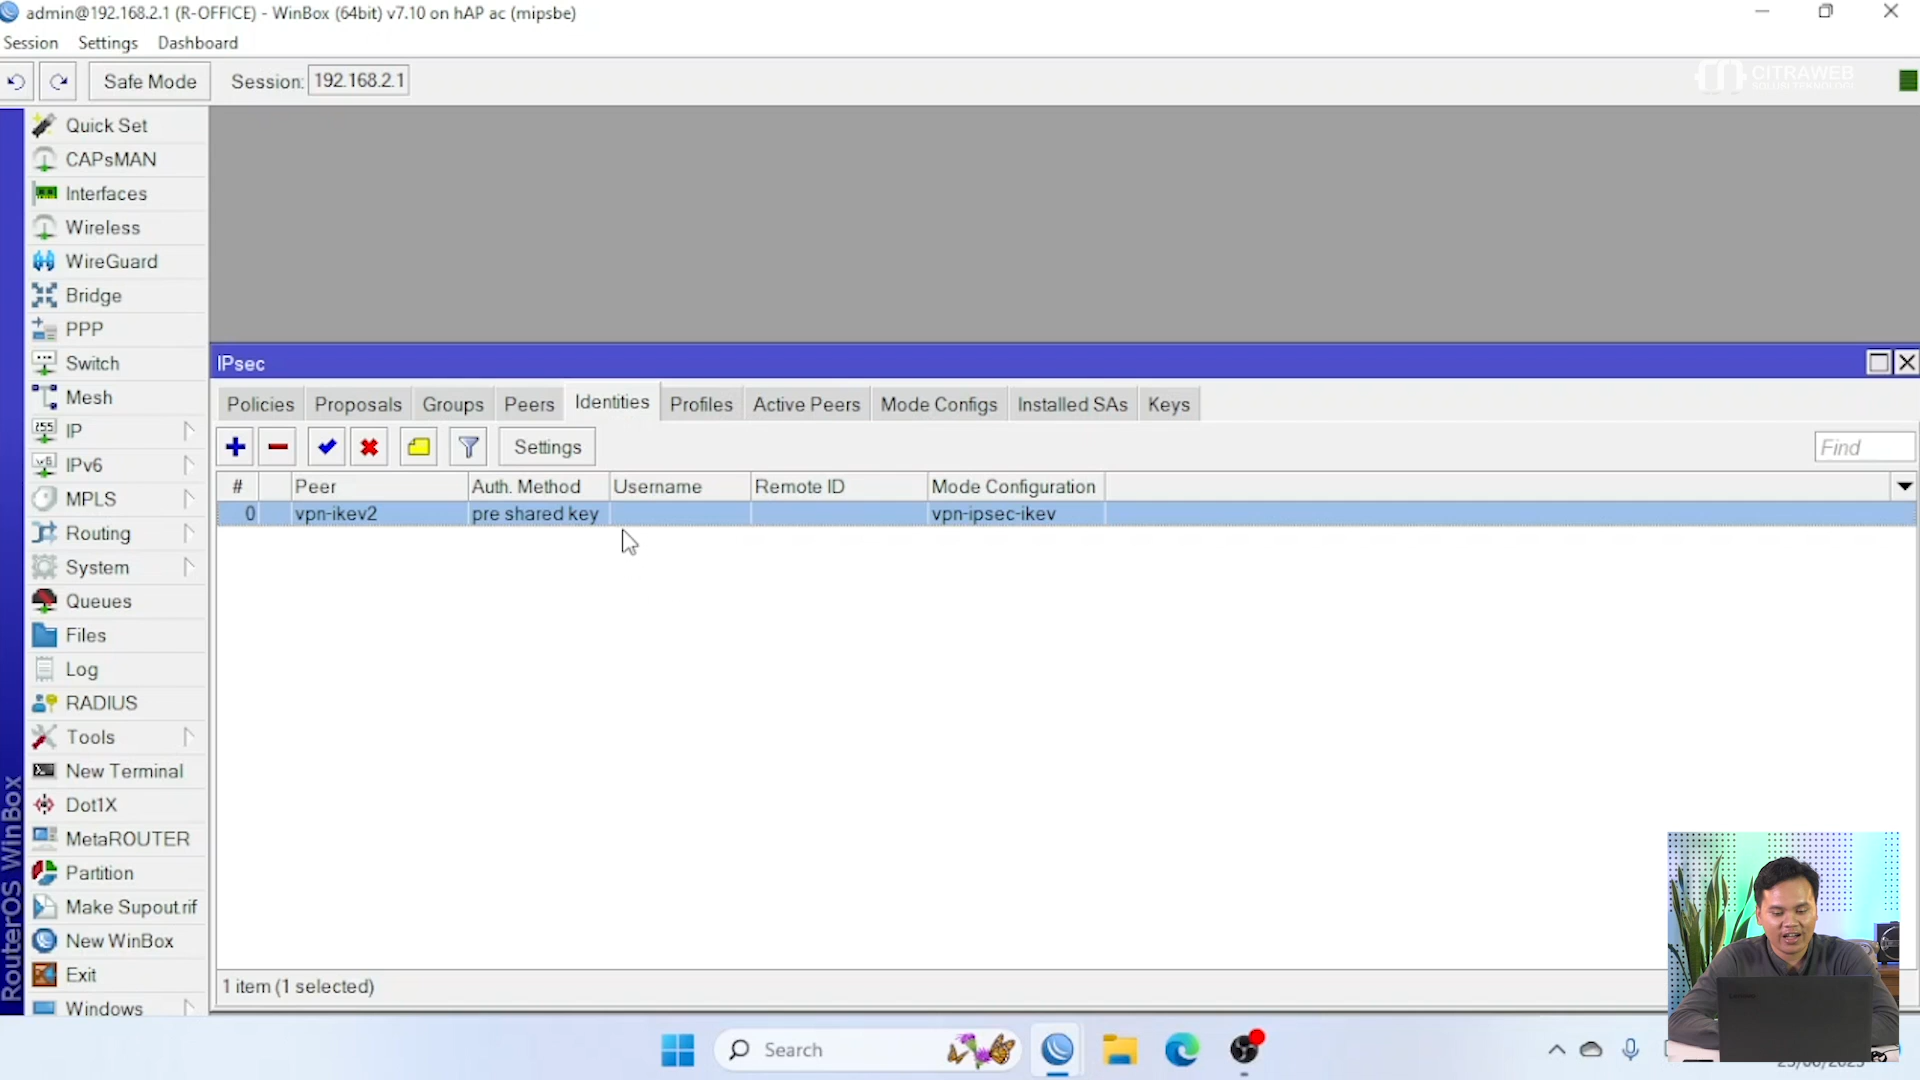 admin@192.168.2.1 (R-OFFICE) - WinBox (64bit) v7.10 on hAP ac (mipsbe)
Session Settings Dashboard
Safe Mode Session: 192.168.2.1
CITRAWEB
SOLUSI TEKNOLOGI
Quick Set
CAPsMAN
Interfaces
Wireless
WireGuard
Bridge
PPP
Switch
Mesh
IP
IPv6
MPLS
Routing
System
Queues
Files
Log
RADIUS
Tools
New Terminal
Dot1X
MetaROUTER
Partition
Make Supout.rif
New WinBox
Exit
Windows
RouterOS WinBox
IPsec
Policies Proposals Groups Peers Identities Profiles Active Peers Mode Configs Installed SAs Keys
Settings Find
# Peer Auth. Method Username Remote ID Mode Configuration
0 vpn-ikev2 pre shared key vpn-ipsec-ikev
1 item (1 selected)
Search